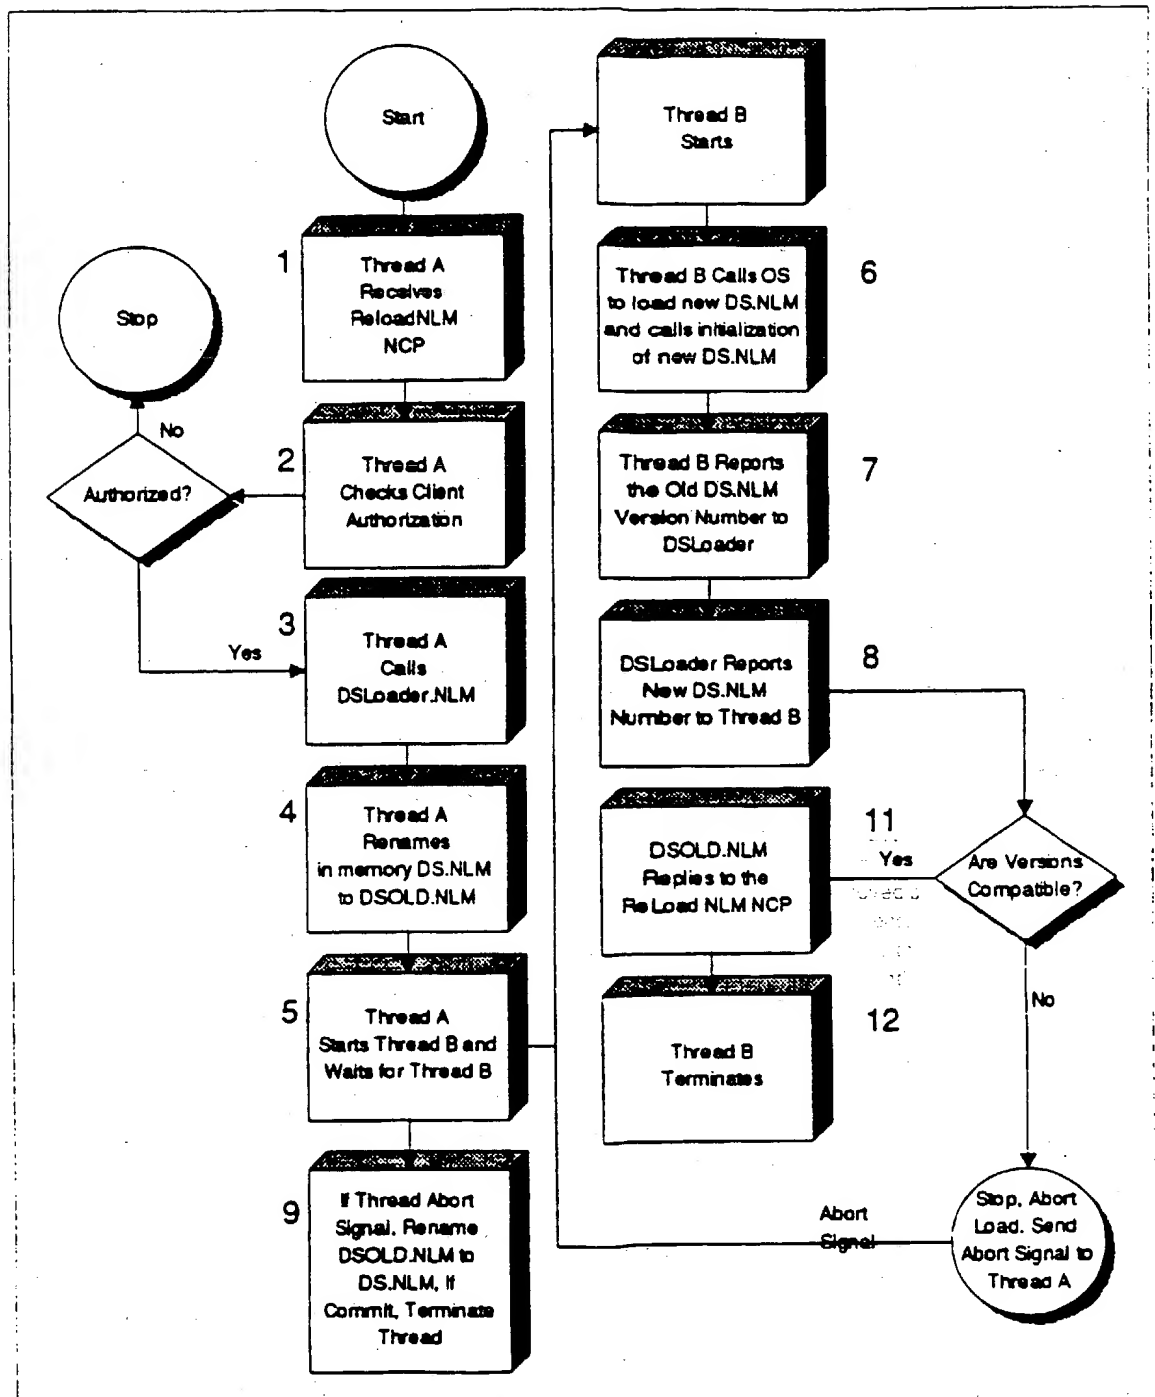 Start
1
Thread A
Receives
ReloadNLM
NCP
Stop
No
2
Thread A
Checks Client
Authorization
Authorized?
Yes
3
Thread A
Calls
DSLoader.NLM
4
Thread A
Renames
in memory DS.NLM
to DSOLD.NLM
5
Thread A
Starts Thread B and
Waits for Thread B
9
If Thread Abort
Signal, Rename
DSOLD.NLM to
DS.NLM, If
Commit, Terminate
Thread
Thread B
Starts
6
Thread B Calls OS
to load new DS.NLM
and calls initialization
of new DS.NLM
7
Thread B Reports
the Old DS.NLM
Version Number to
DSLoader
8
DSLoader Reports
New DS.NLM
Number to Thread B
11
Yes
Are Versions
Compatible?
DSOLD.NLM
Replies to the
ReLoad NLM NCP
12
Thread B
Terminates
No
Stop, Abort
Load. Send
Abort Signal to
Thread A
Abort
Signal